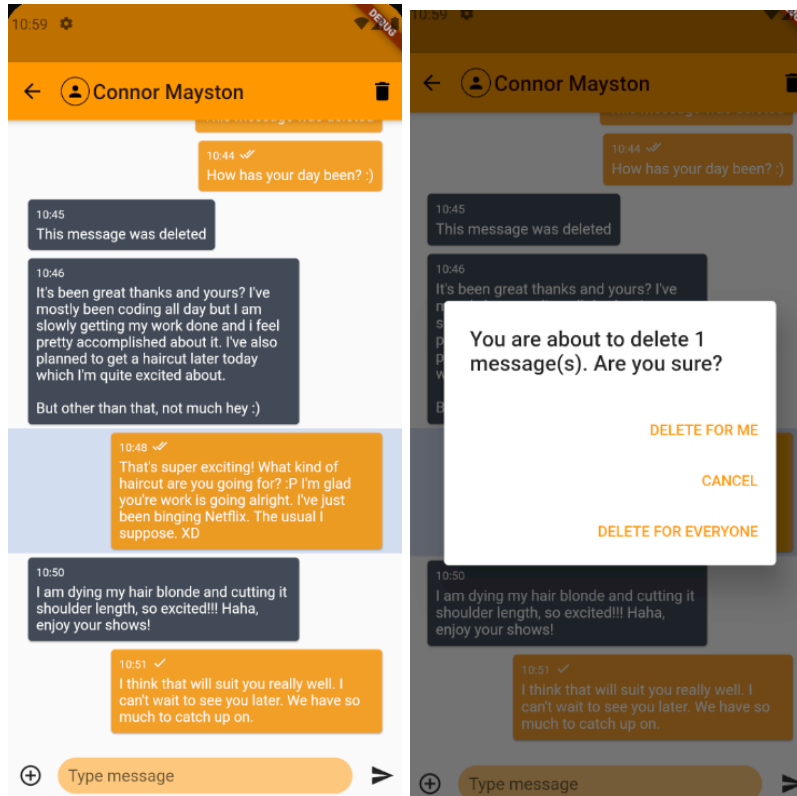 10:59
DEBUG
Connor Mayston
This message was deleted
10:44
How has your day been? :)
10:45
This message was deleted
10:46
It's been great thanks and yours? I've
mostly been coding all day but I am
slowly getting my work done and i feel
pretty accomplished about it. I've also
planned to get a haircut later today
which I'm quite excited about.
But other than that, not much hey :)
10:48
That's super exciting! What kind of
haircut are you going for? :P I'm glad
you're work is going alright. I've just
been binging Netflix. The usual I
suppose. XD
10:50
I am dying my hair blonde and cutting it
shoulder length, so excited!!! Haha,
enjoy your shows!
10:51
I think that will suit you really well. I
can't wait to see you later. We have so
much to catch up on.
Type message
10:59
Connor Mayston
10:44
How has your day been? :)
10:45
This message was deleted
10:46
It's been great thanks and yours? I've
You are about to delete 1
message(s). Are you sure?
DELETE FOR ME
CANCEL
DELETE FOR EVERYONE
10:50
I am dying my hair blonde and cutting it
shoulder length, so excited!!! Haha,
enjoy your shows!
10:51
I think that will suit you really well. I
can't wait to see you later. We have so
much to catch up on.
Type message